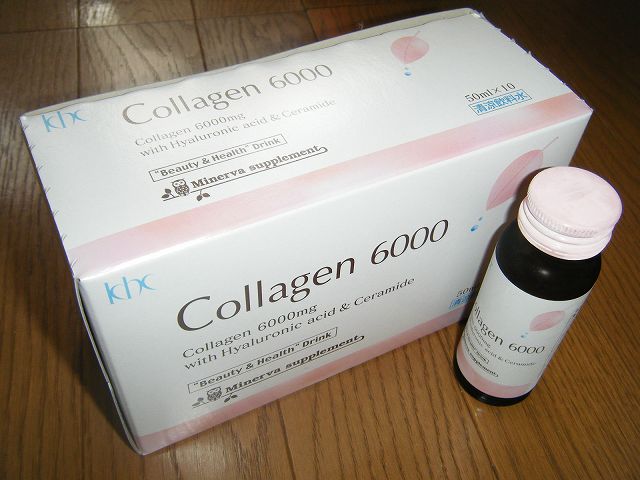 khc
Collagen 6000
Collagen 6000mg
with Hyaluronic acid & Ceramide
"Beauty & Health" Drink
Minerva supplement
50ml×10
清涼飲料水
khc
Collagen 6000
Collagen 6000mg
with Hyaluronic acid & Ceramide
"Beauty & Health" Drink
Minerva supplement
6000
& Ceramide